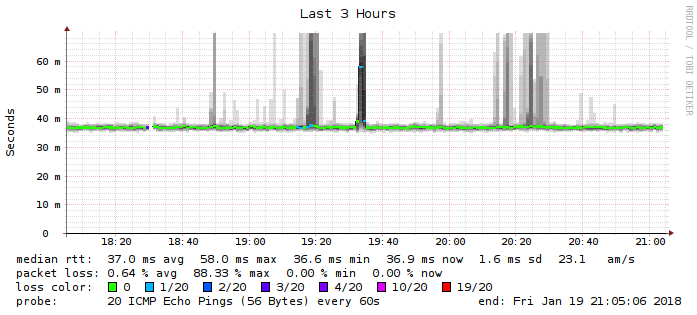 Last 3 Hours
RRDTOOL / TOBI OETIKER
Seconds
60 m
50 m
40 m
30 m
20 m
10 m
0
18:20 18:40 19:00 19:20 19:40 20:00 20:20 20:40 21:00
median rtt: 37.0 ms avg 58.0 ms max 36.6 ms min 36.9 ms now 1.6 ms sd 23.1 am/s
packet loss: 0.64 % avg 88.33 % max 0.00 % min 0.00 % now
loss color: 0 1/20 2/20 3/20 4/20 10/20 19/20
probe: 20 ICMP Echo Pings (56 Bytes) every 60s end: Fri Jan 19 21:05:06 2018